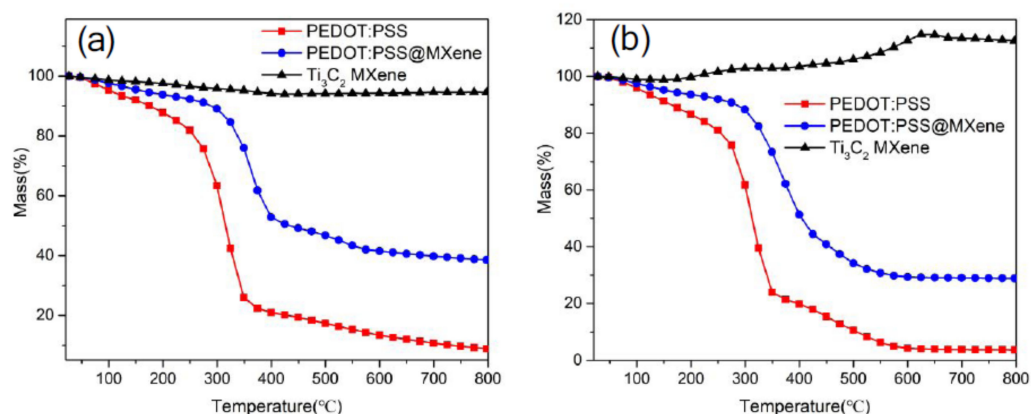 (a)
PEDOT:PSS
PEDOT:PSS@MXene
Ti₃C₂ MXene
100
80
60
40
20
Mass(%)
100 200 300 400 500 600 700 800
Temperature(℃)
(b)
120
100
80
60
40
20
0
Mass(%)
PEDOT:PSS
PEDOT:PSS@MXene
Ti₃C₂ MXene
0 100 200 300 400 500 600 700 800
Temperature(℃)